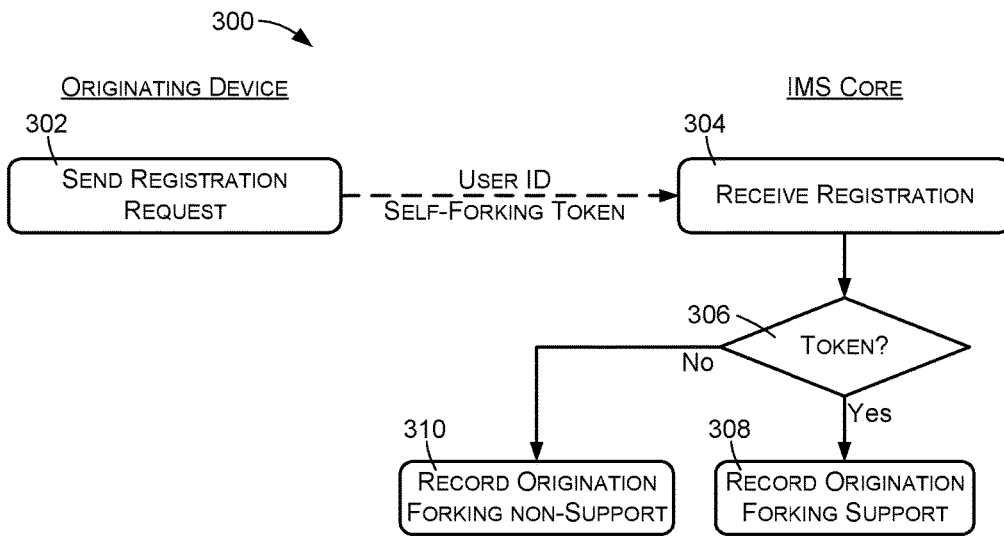 300
ORIGINATING DEVICE
IMS CORE
302
SEND REGISTRATION
REQUEST
USER ID
SELF-FORKING TOKEN
304
RECEIVE REGISTRATION
306
TOKEN?
No
Yes
310
RECORD ORIGINATION
FORKING NON-SUPPORT
308
RECORD ORIGINATION
FORKING SUPPORT